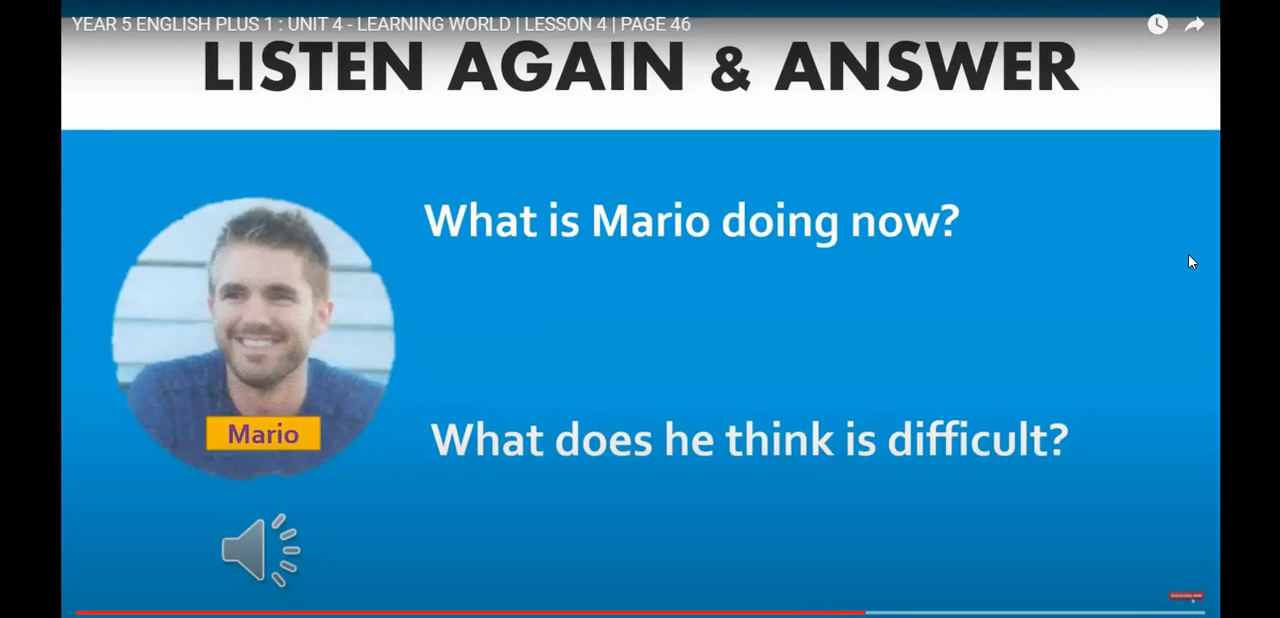 YEAR 5 ENGLISH PLUS 1 : UNIT 4 - LEARNING WORLD | LESSON 4 | PAGE 46
LISTEN AGAIN & ANSWER
What is Mario doing now?
Mario
What does he think is difficult?